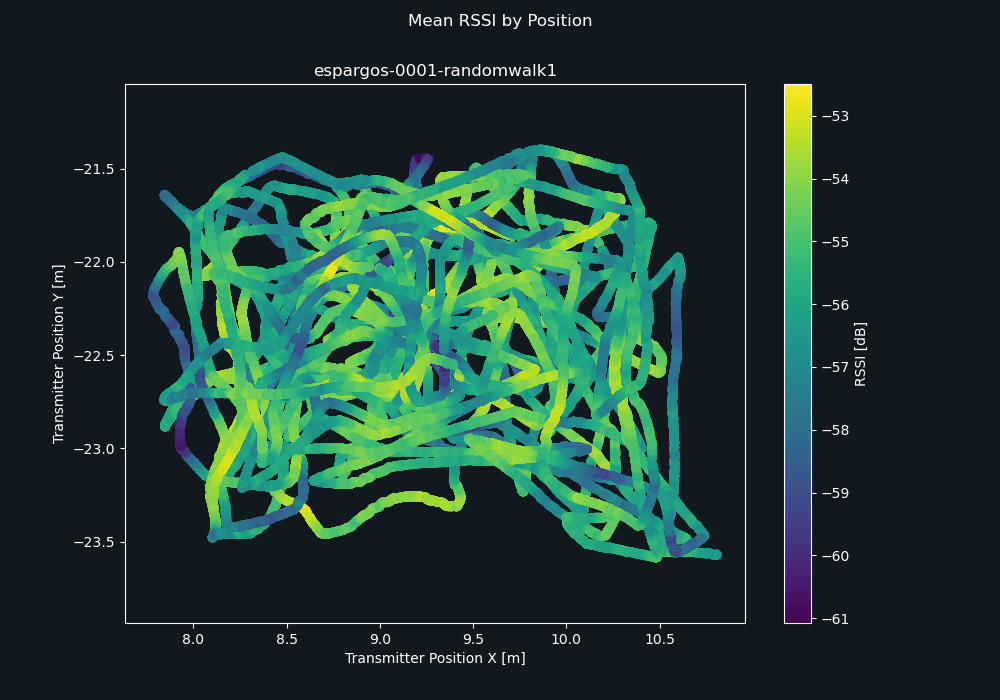 Mean RSSI by Position
espargos-0001-randomwalk1
−21.5
−22.0
−22.5
−23.0
−23.5
Transmitter Position Y [m]
8.0 8.5 9.0 9.5 10.0 10.5
Transmitter Position X [m]
−53
−54
−55
−56
−57
−58
−59
−60
−61
RSSI [dB]